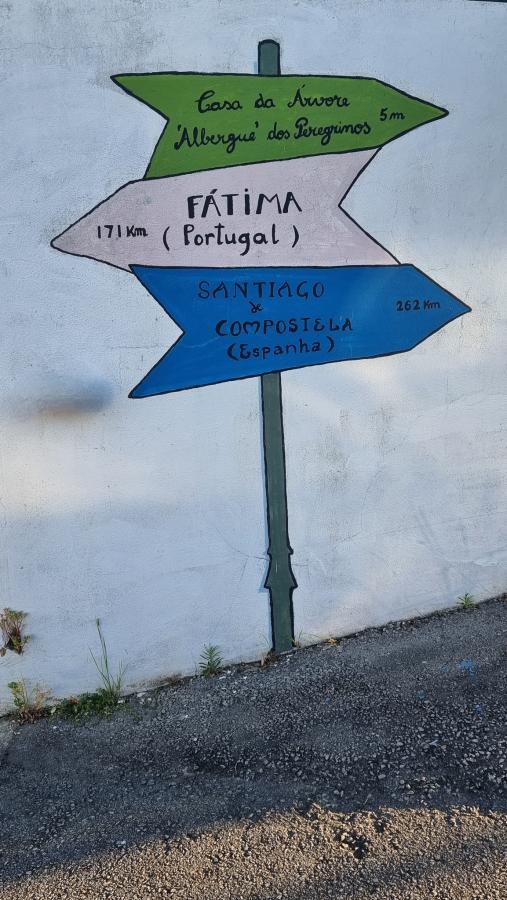 Casa da Árvore
'Albergue' dos Peregrinos
5m
FÁTIMA
171 Km
(Portugal)
SANTIAGO
de
COMPOSTELA
(Espanha)
262 Km